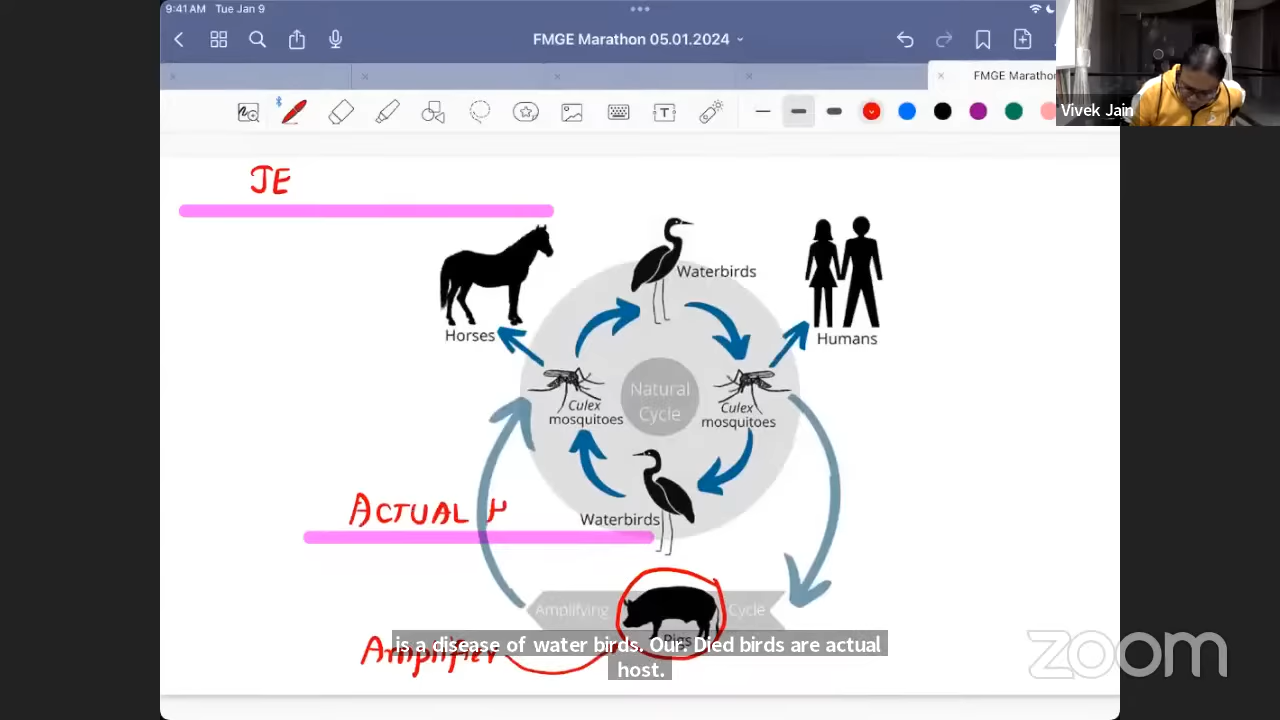 9:41 AM Tue Jan 9
FMGE Marathon 05.01.2024
FMGE Marathon
Vivek Jain
JE
Waterbirds
Horses
Humans
Natural
Cycle
Culex
mosquitoes
Culex
mosquitoes
ACTUAL H
Waterbirds
Amplifying
Cycle
Pigs
Amplifier
is a disease of water birds. Our. Died birds are actual
host.
zoom